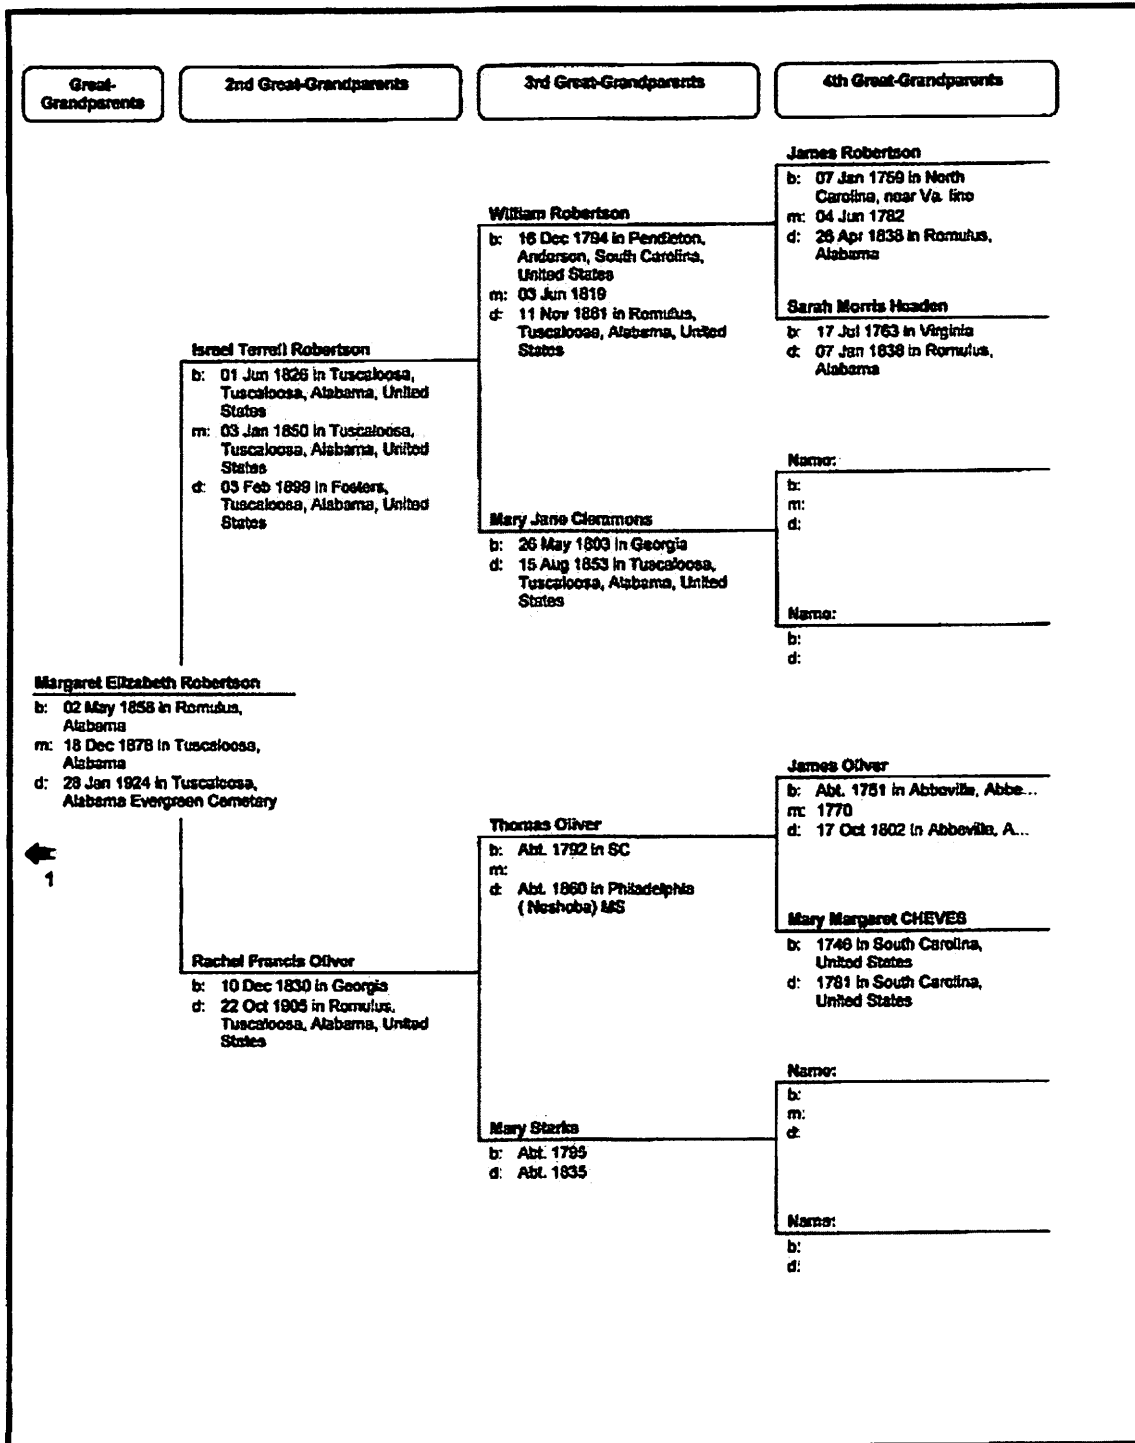 Great-
Grandparents
2nd Great-Grandparents
3rd Great-Grandparents
4th Great-Grandparents
James Robertson
b: 07 Jan 1759 in North
Carolina, near Va. line
m: 04 Jun 1782
d: 26 Apr 1838 in Romulus,
Alabama
William Robertson
b: 16 Dec 1794 in Pendleton,
Anderson, South Carolina,
United States
m: 03 Jun 1819
d: 11 Nov 1881 in Romulus,
Tuscaloosa, Alabama, United
States
Sarah Morris Headen
b: 17 Jul 1763 in Virginia
d: 07 Jan 1838 in Romulus,
Alabama
Israel Terrell Robertson
b: 01 Jun 1826 in Tuscaloosa,
Tuscaloosa, Alabama, United
States
m: 03 Jan 1850 in Tuscaloosa,
Tuscaloosa, Alabama, United
States
d: 03 Feb 1899 in Fosters,
Tuscaloosa, Alabama, United
States
Name:
b:
m:
d:
Mary Jane Clemmons
b: 26 May 1803 in Georgia
d: 15 Aug 1853 in Tuscaloosa,
Tuscaloosa, Alabama, United
States
Name:
b:
d:
Margaret Elizabeth Robertson
b: 02 May 1858 in Romulus,
Alabama
m: 18 Dec 1878 in Tuscaloosa,
Alabama
d: 28 Jan 1924 in Tuscaloosa,
Alabama Evergreen Cemetery
1
James Oliver
b: Abt. 1751 in Abbeville, Abbe...
m: 1770
d: 17 Oct 1802 in Abbeville, A...
Thomas Oliver
b: Abt. 1792 in SC
m:
d: Abt. 1860 in Philadelphia
( Neshoba) MS
Mary Margaret CHEVES
b: 1746 in South Carolina,
United States
d: 1781 in South Carolina,
United States
Rachel Francis Oliver
b: 10 Dec 1830 in Georgia
d: 22 Oct 1905 in Romulus,
Tuscaloosa, Alabama, United
States
Name:
b:
m:
d:
Mary Starks
b: Abt. 1795
d: Abt. 1835
Name:
b:
d: